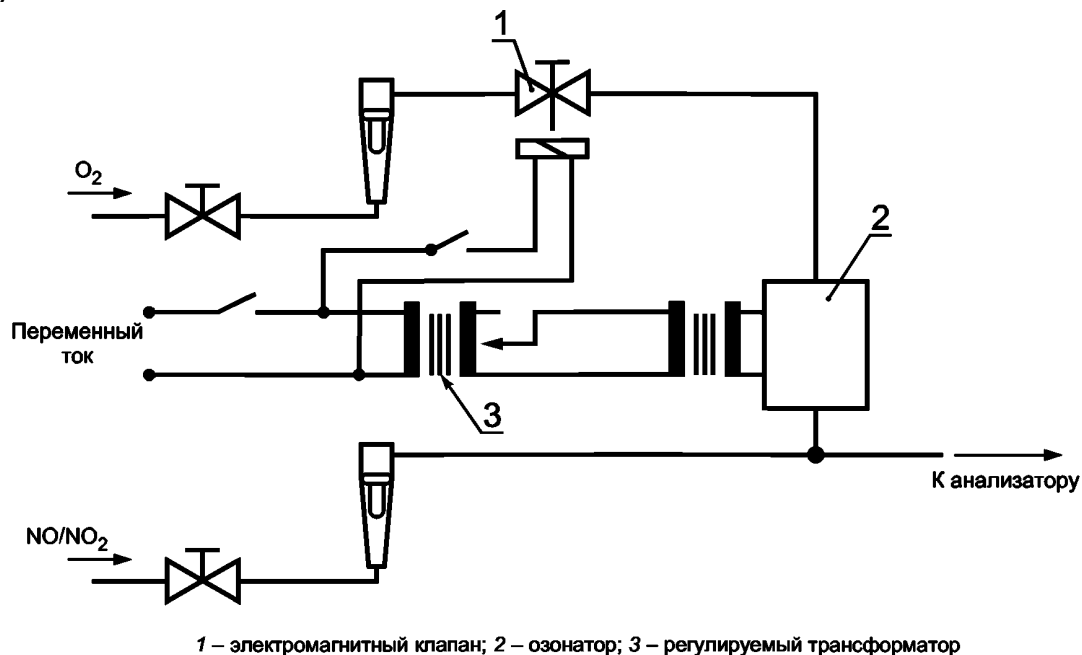 1
O2
2
Переменный
ток
3
К анализатору
NO/NO2
1 – электромагнитный клапан; 2 – озонатор; 3 – регулируемый трансформатор